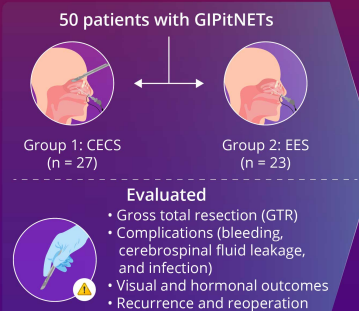 50 patients with GIPitNETs
Group 1: CECS
(n = 27)
Group 2: EES
(n = 23)
Evaluated
• Gross total resection (GTR)
• Complications (bleeding,
cerebrospinal fluid leakage,
and infection)
• Visual and hormonal outcomes
• Recurrence and reoperation